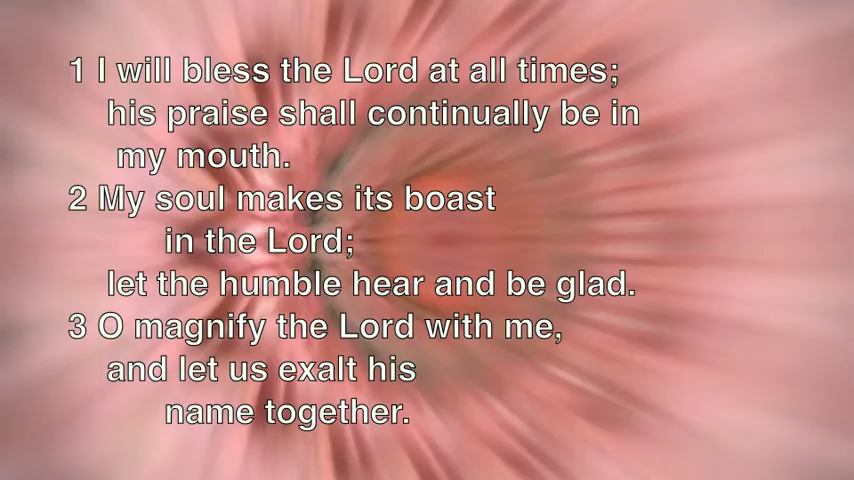 1 I will bless the Lord at all times;
his praise shall continually be in
my mouth.
2 My soul makes its boast
in the Lord;
let the humble hear and be glad.
3 O magnify the Lord with me,
and let us exalt his
name together.